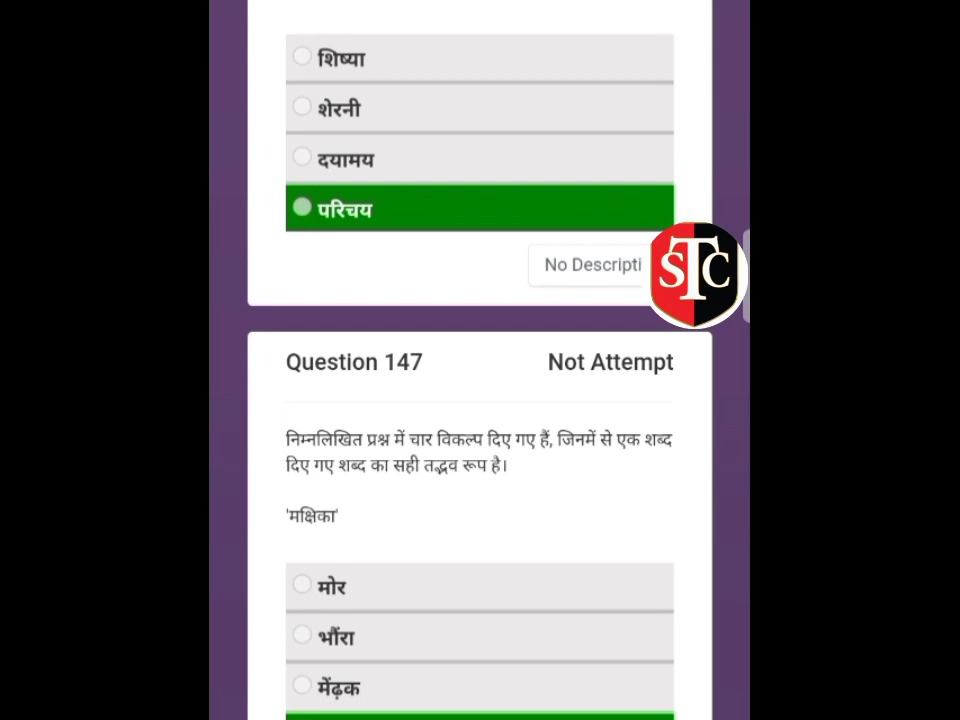 शिष्या
शेरनी
दयामय
परिचय
No Descripti
STC
Question 147 Not Attempt
निम्नलिखित प्रश्न में चार विकल्प दिए गए हैं, जिनमें से एक शब्द
दिए गए शब्द का सही तद्भव रूप है।
'मक्षिका'
मोर
भौंरा
मेंढ़क